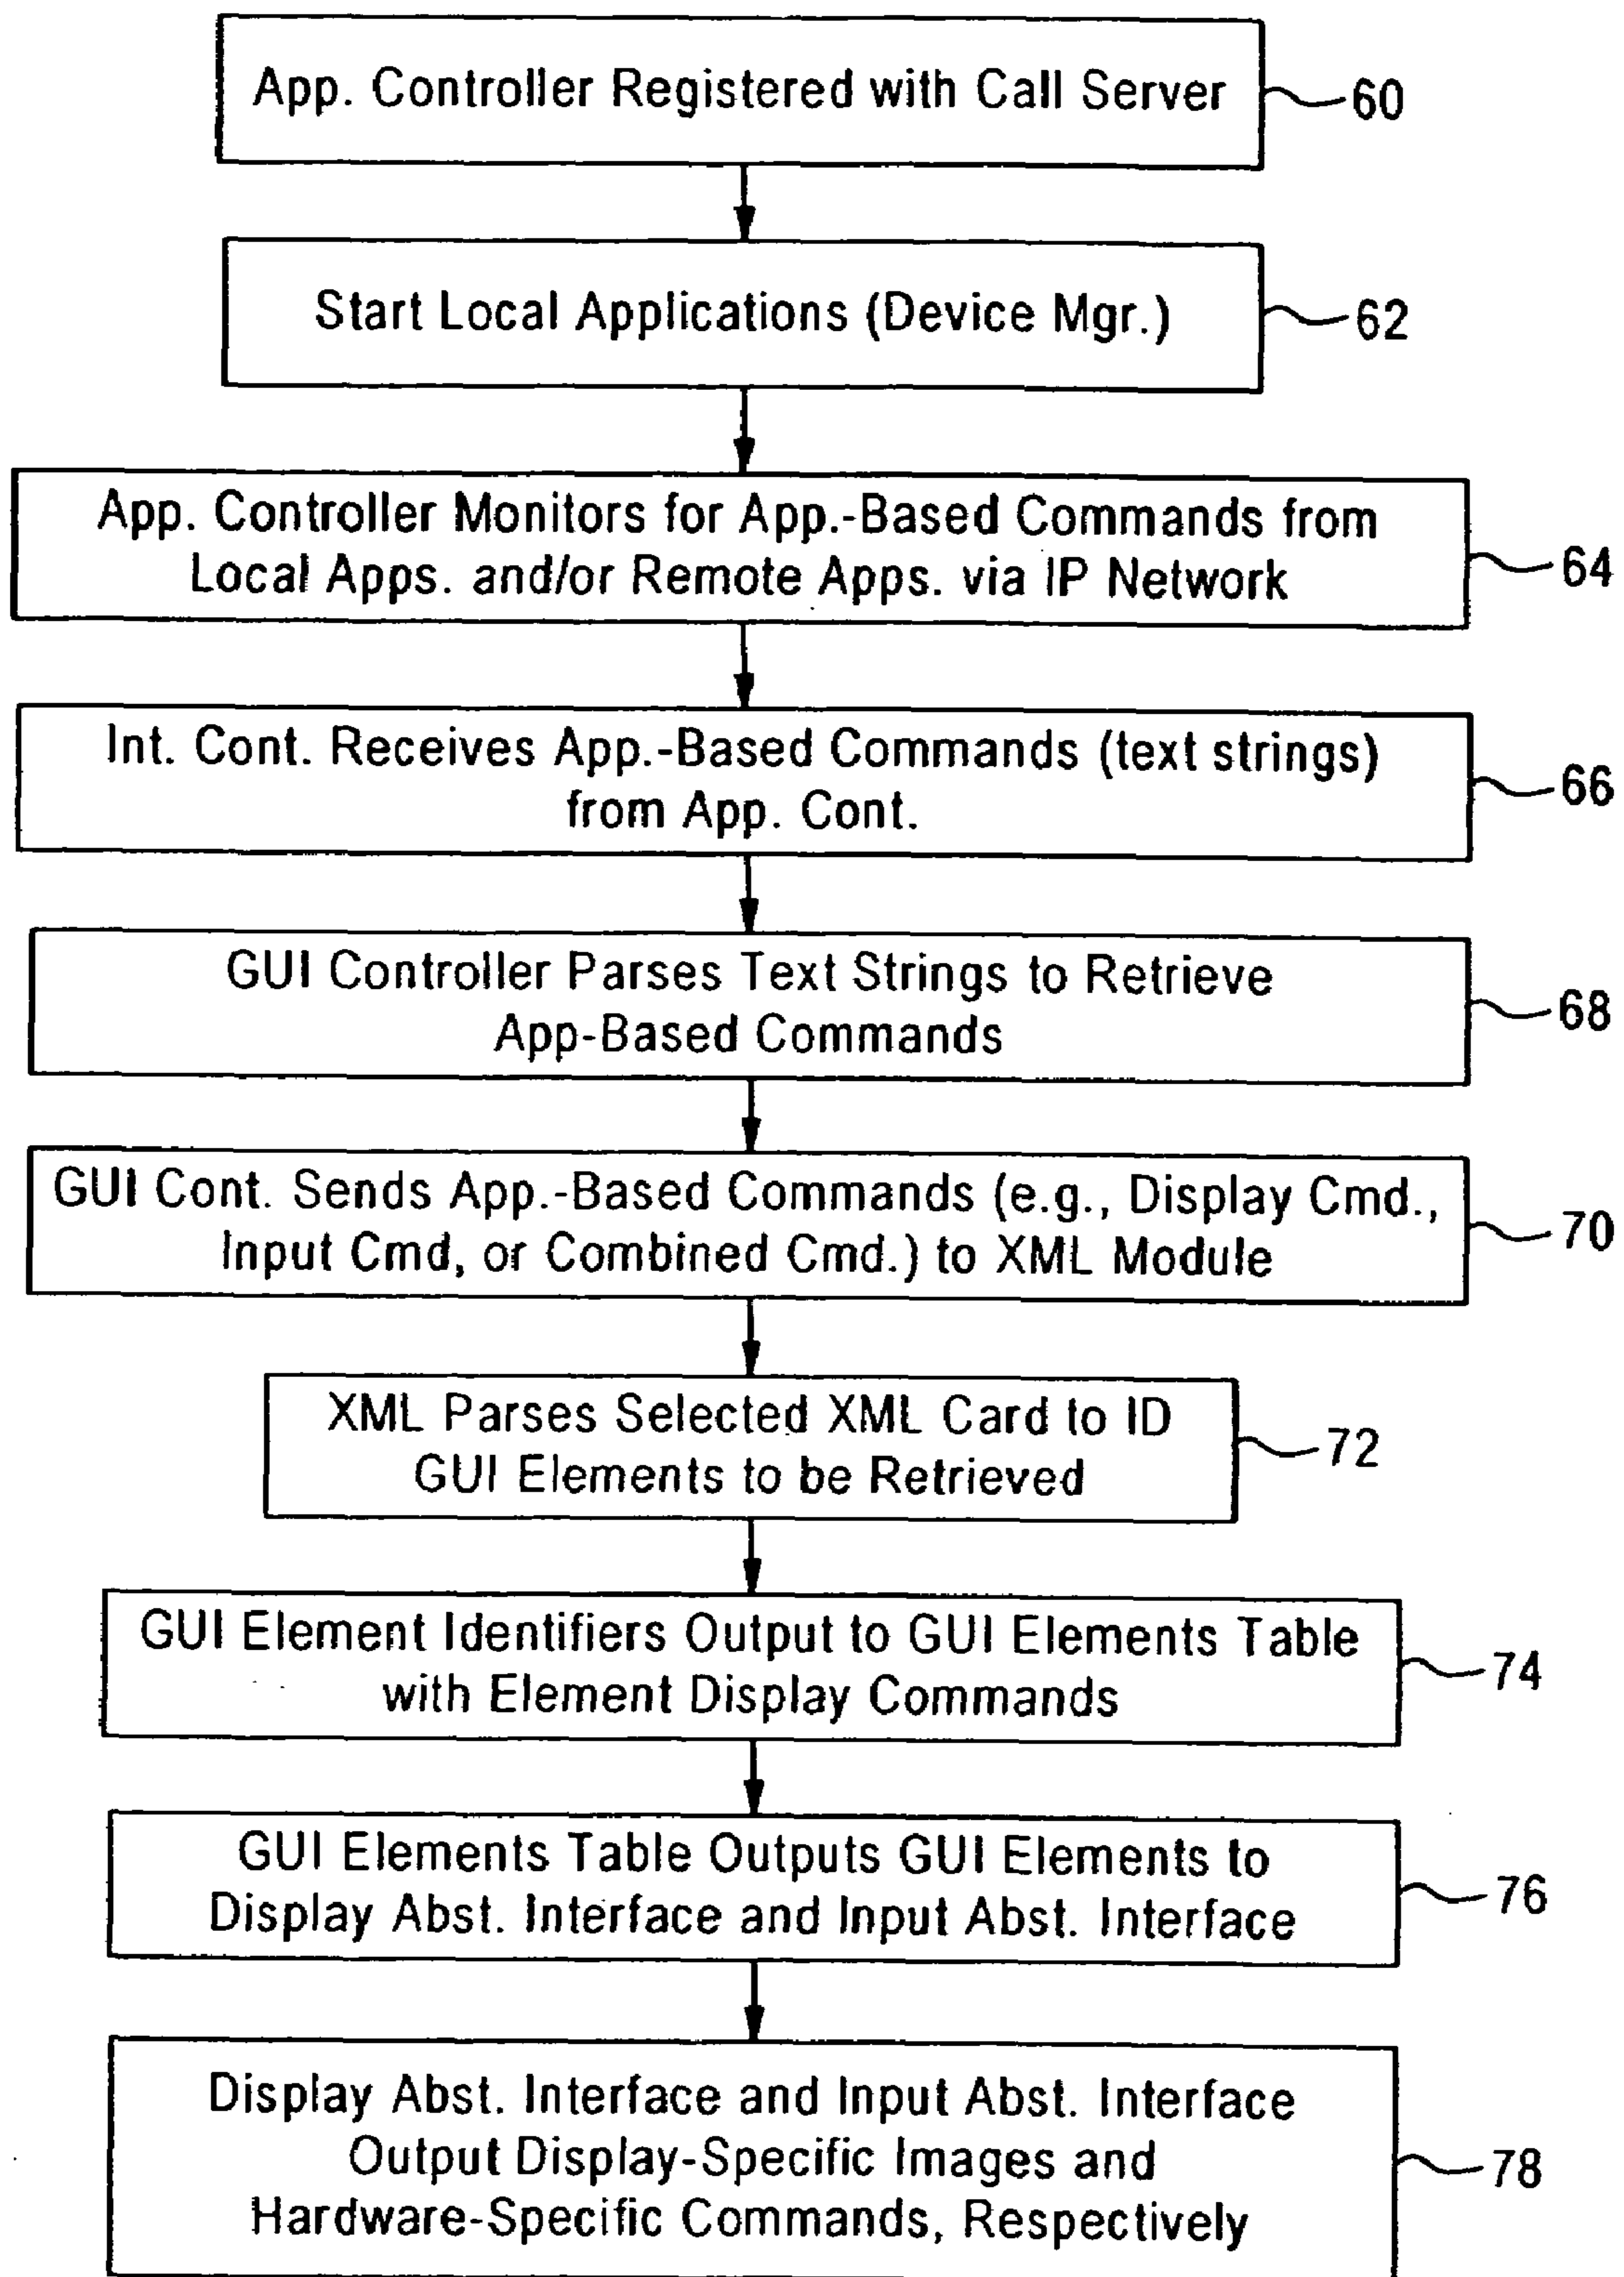 App. Controller Registered with Call Server
60
Start Local Applications (Device Mgr.)
62
App. Controller Monitors for App.-Based Commands from
Local Apps. and/or Remote Apps. via IP Network
64
Int. Cont. Receives App.-Based Commands (text strings)
from App. Cont.
66
GUI Controller Parses Text Strings to Retrieve
App-Based Commands
68
GUI Cont. Sends App.-Based Commands (e.g., Display Cmd.,
Input Cmd, or Combined Cmd.) to XML Module
70
XML Parses Selected XML Card to ID
GUI Elements to be Retrieved
72
GUI Element Identifiers Output to GUI Elements Table
with Element Display Commands
74
GUI Elements Table Outputs GUI Elements to
Display Abst. Interface and Input Abst. Interface
76
Display Abst. Interface and Input Abst. Interface
Output Display-Specific Images and
Hardware-Specific Commands, Respectively
78